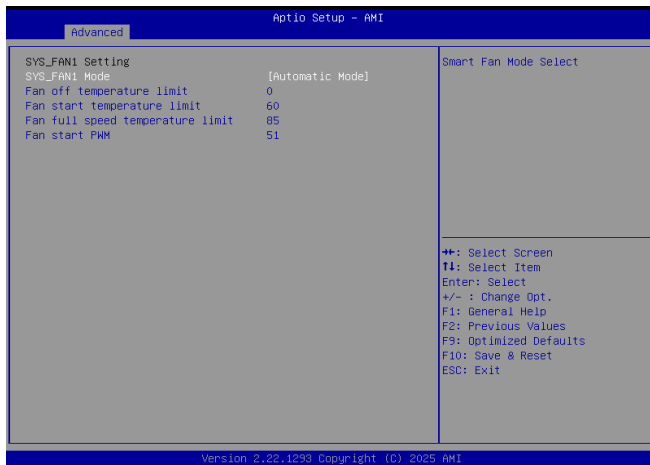 Aptio Setup - AMI
Advanced
SYS_FAN1 Setting
SYS_FAN1 Mode [Automatic Mode]
Fan off temperature limit 0
Fan start temperature limit 60
Fan full speed temperature limit 85
Fan start PWM 51
Smart Fan Mode Select
→←: Select Screen
↑↓: Select Item
Enter: Select
+/- : Change Opt.
F1: General Help
F2: Previous Values
F9: Optimized Defaults
F10: Save & Reset
ESC: Exit
Version 2.22.1293 Copyright (C) 2025 AMI